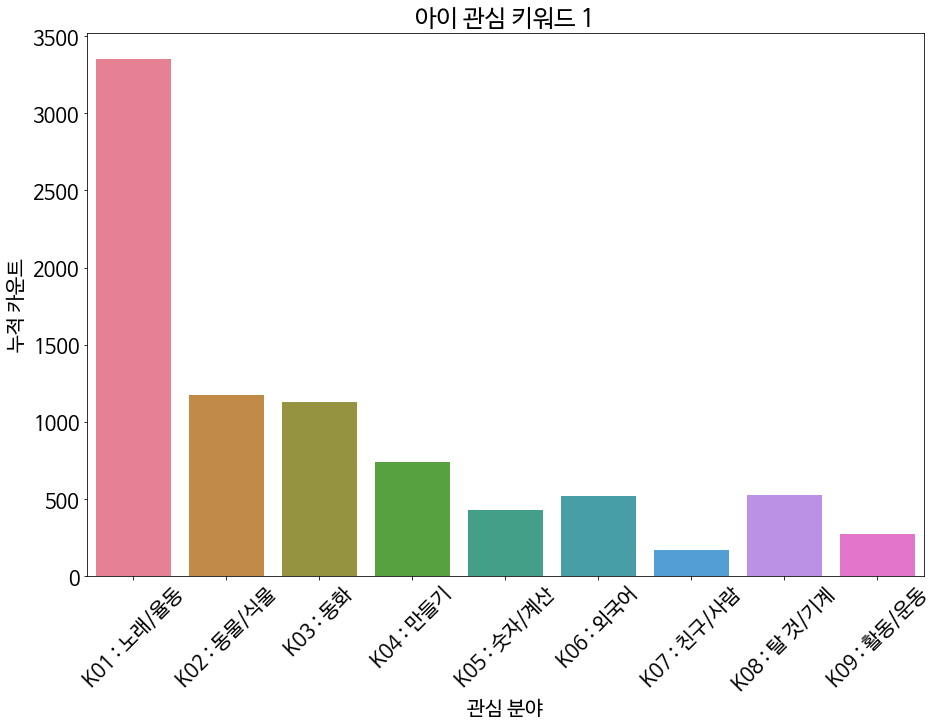 아이 관심 키워드 1
누적 카운트
3500
3000
2500
2000
1500
1000
500
0
K01 : 노래/율동
K02 : 동물/식물
K03 : 동화
K04 : 만들기
K05 : 숫자/계산
K06 : 외국어
K07 : 친구/사람
K08 : 탈 것/기계
K09 : 활동/운동
관심 분야